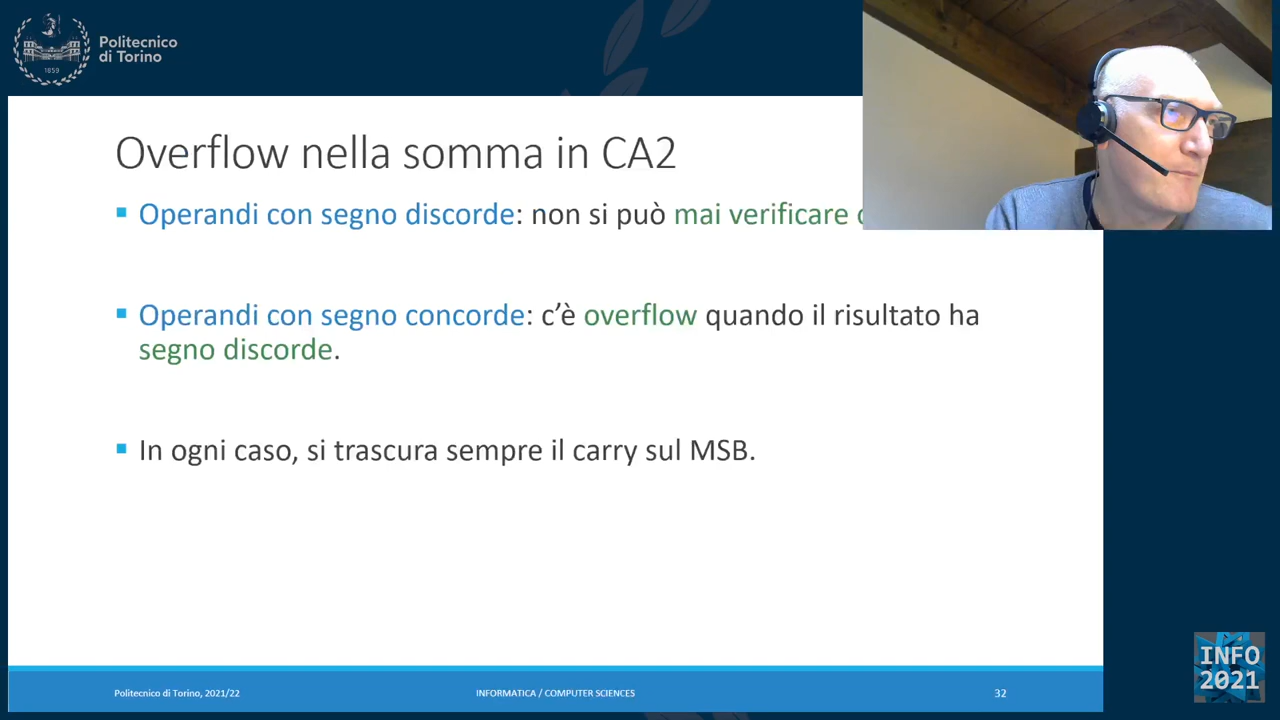 Politecnico
di Torino
1859
Overflow nella somma in CA2
Operandi con segno discorde: non si può mai verificare
Operandi con segno concorde: c’è overflow quando il risultato ha
segno discorde.
In ogni caso, si trascura sempre il carry sul MSB.
Politecnico di Torino, 2021/22
INFORMATICA / COMPUTER SCIENCES
32
INFO
2021